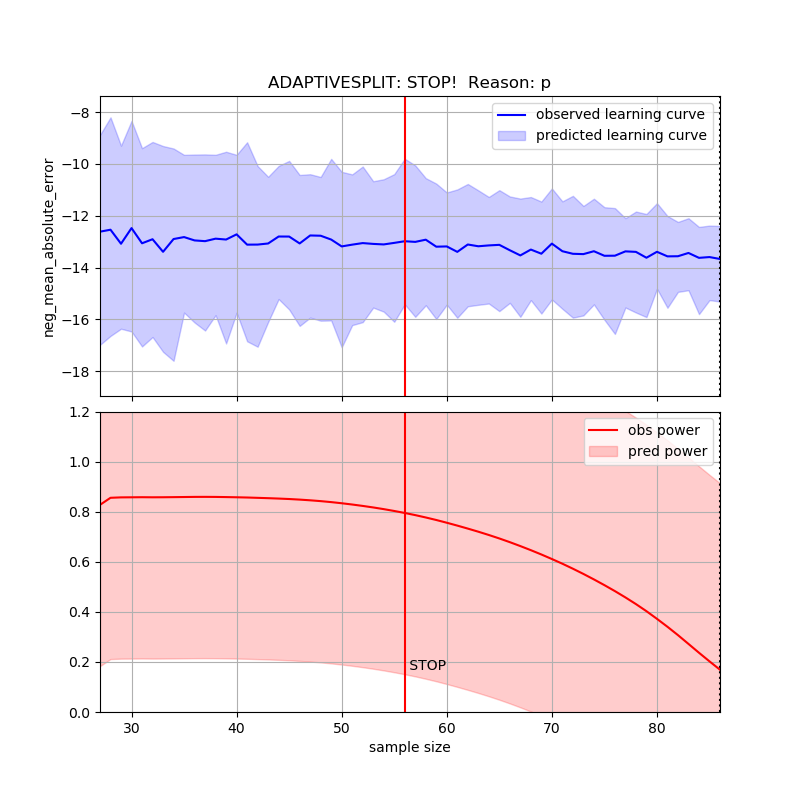 ADAPTIVESPLIT: STOP!  Reason: p
−8
−10
−12
−14
−16
−18
neg_mean_absolute_error
observed learning curve
predicted learning curve
1.2
1.0
0.8
0.6
0.4
0.2
0.0
obs power
pred power
STOP
30 40 50 60 70 80
sample size